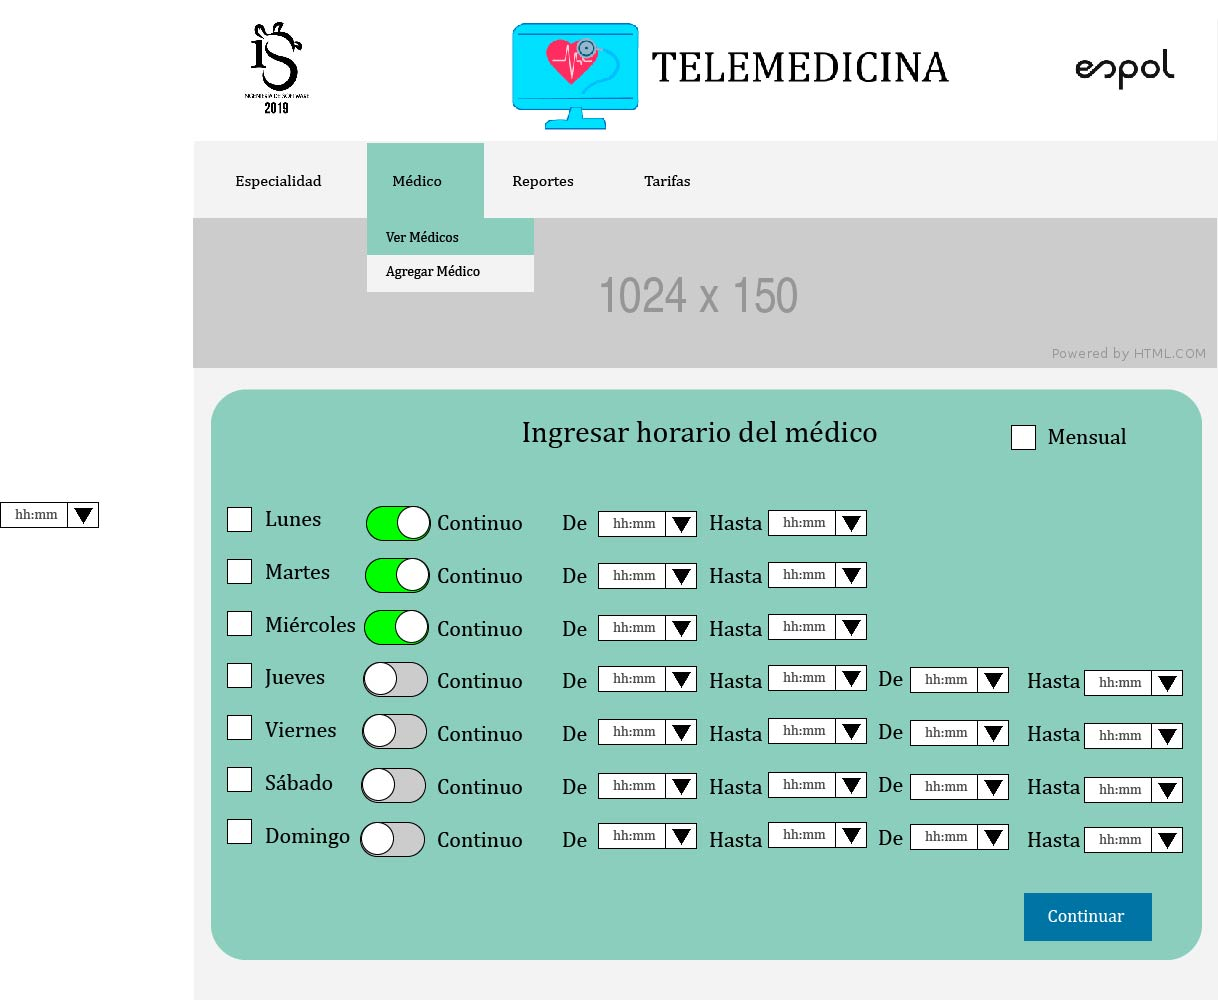 iS
INGENIERÍA DE SOFTWARE
2019
TELEMEDICINA
espol
Especialidad Médico Reportes Tarifas
Ver Médicos
Agregar Médico
1024 x 150
Powered by HTML.COM
Ingresar horario del médico
Mensual
hh:mm
Lunes Continuo De hh:mm Hasta hh:mm
Martes Continuo De hh:mm Hasta hh:mm
Miércoles Continuo De hh:mm Hasta hh:mm
Jueves Continuo De hh:mm Hasta hh:mm De hh:mm Hasta hh:mm
Viernes Continuo De hh:mm Hasta hh:mm De hh:mm Hasta hh:mm
Sábado Continuo De hh:mm Hasta hh:mm De hh:mm Hasta hh:mm
Domingo Continuo De hh:mm Hasta hh:mm De hh:mm Hasta hh:mm
Continuar